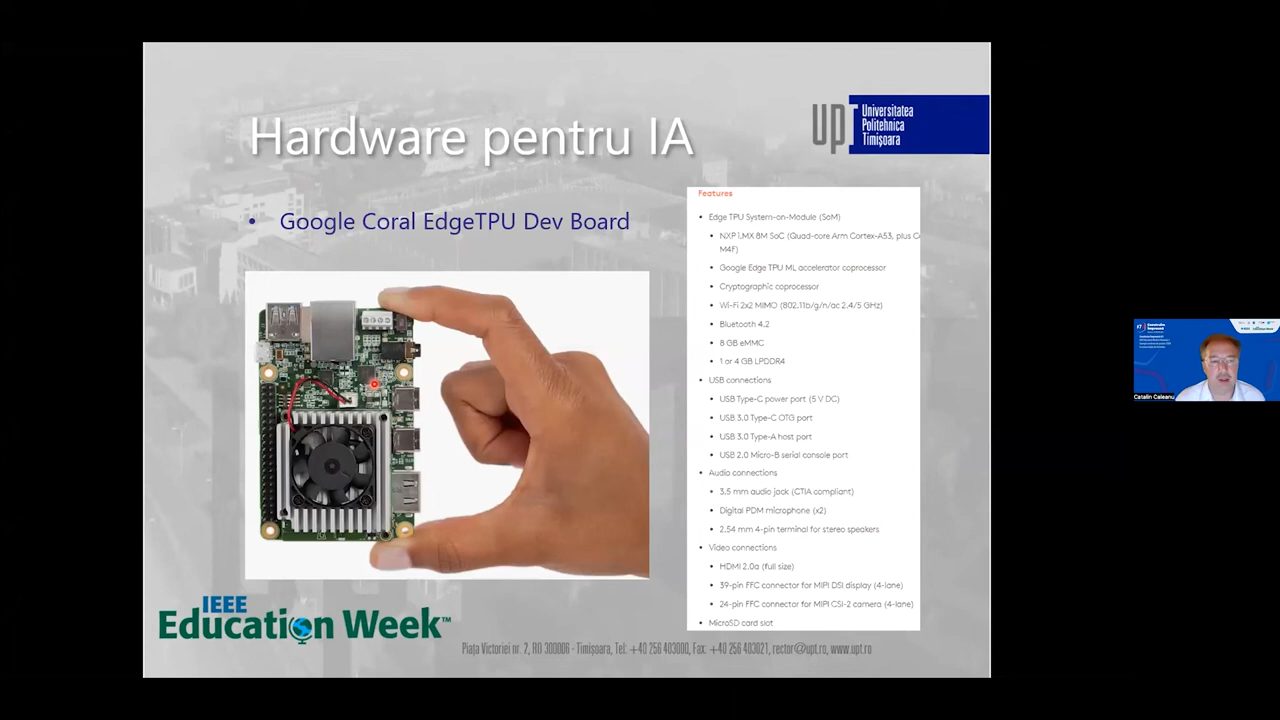 Hardware pentru IA
upt
Universitatea
Politehnica
Timișoara
• Google Coral EdgeTPU Dev Board
Features
• Edge TPU System-on-Module (SoM)
• NXP i.MX 8M SoC (Quad-core Arm Cortex-A53, plus C
M4F)
• Google Edge TPU ML accelerator coprocessor
• Cryptographic coprocessor
• Wi-Fi 2x2 MIMO (802.11b/g/n/ac 2.4/5 GHz)
• Bluetooth 4.2
• 8 GB eMMC
• 1 or 4 GB LPDDR4
• USB connections
• USB Type-C power port (5 V DC)
• USB 3.0 Type-C OTG port
• USB 3.0 Type-A host port
• USB 2.0 Micro-B serial console port
• Audio connections
• 3.5 mm audio jack (CTIA compliant)
• Digital PDM microphone (x2)
• 2.54 mm 4-pin terminal for stereo speakers
• Video connections
• HDMI 2.0a (full size)
• 39-pin FFC connector for MIPI DSI display (4-lane)
• 24-pin FFC connector for MIPI CSI-2 camera (4-lane)
• MicroSD card slot
IEEE
Education Week™
Piața Victoriei nr. 2, RO 300006 - Timișoara, Tel: +40 256 403000, Fax: +40 256 403021, rector@upt.ro, www.upt.ro
Catalin Caleanu